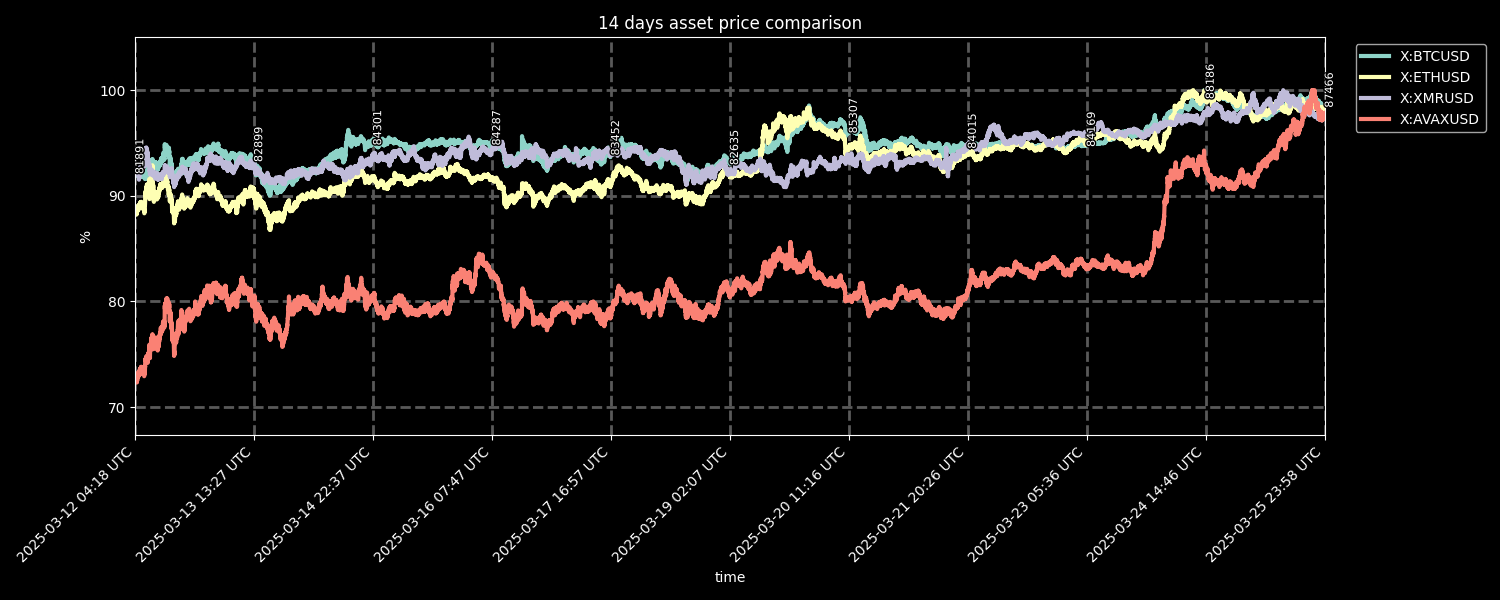 14 days asset price comparison
X:BTCUSD
X:ETHUSD
X:XMRUSD
X:AVAXUSD
100
90
80
70
%
82899
84301
84287
83452
82635
85307
84015
84169
88186
87466
2025-03-12 04:18 UTC
2025-03-13 13:27 UTC
2025-03-14 22:37 UTC
2025-03-16 07:47 UTC
2025-03-17 16:57 UTC
2025-03-19 02:07 UTC
2025-03-20 11:16 UTC
2025-03-21 20:26 UTC
2025-03-23 05:36 UTC
2025-03-24 14:46 UTC
2025-03-25 23:58 UTC
time